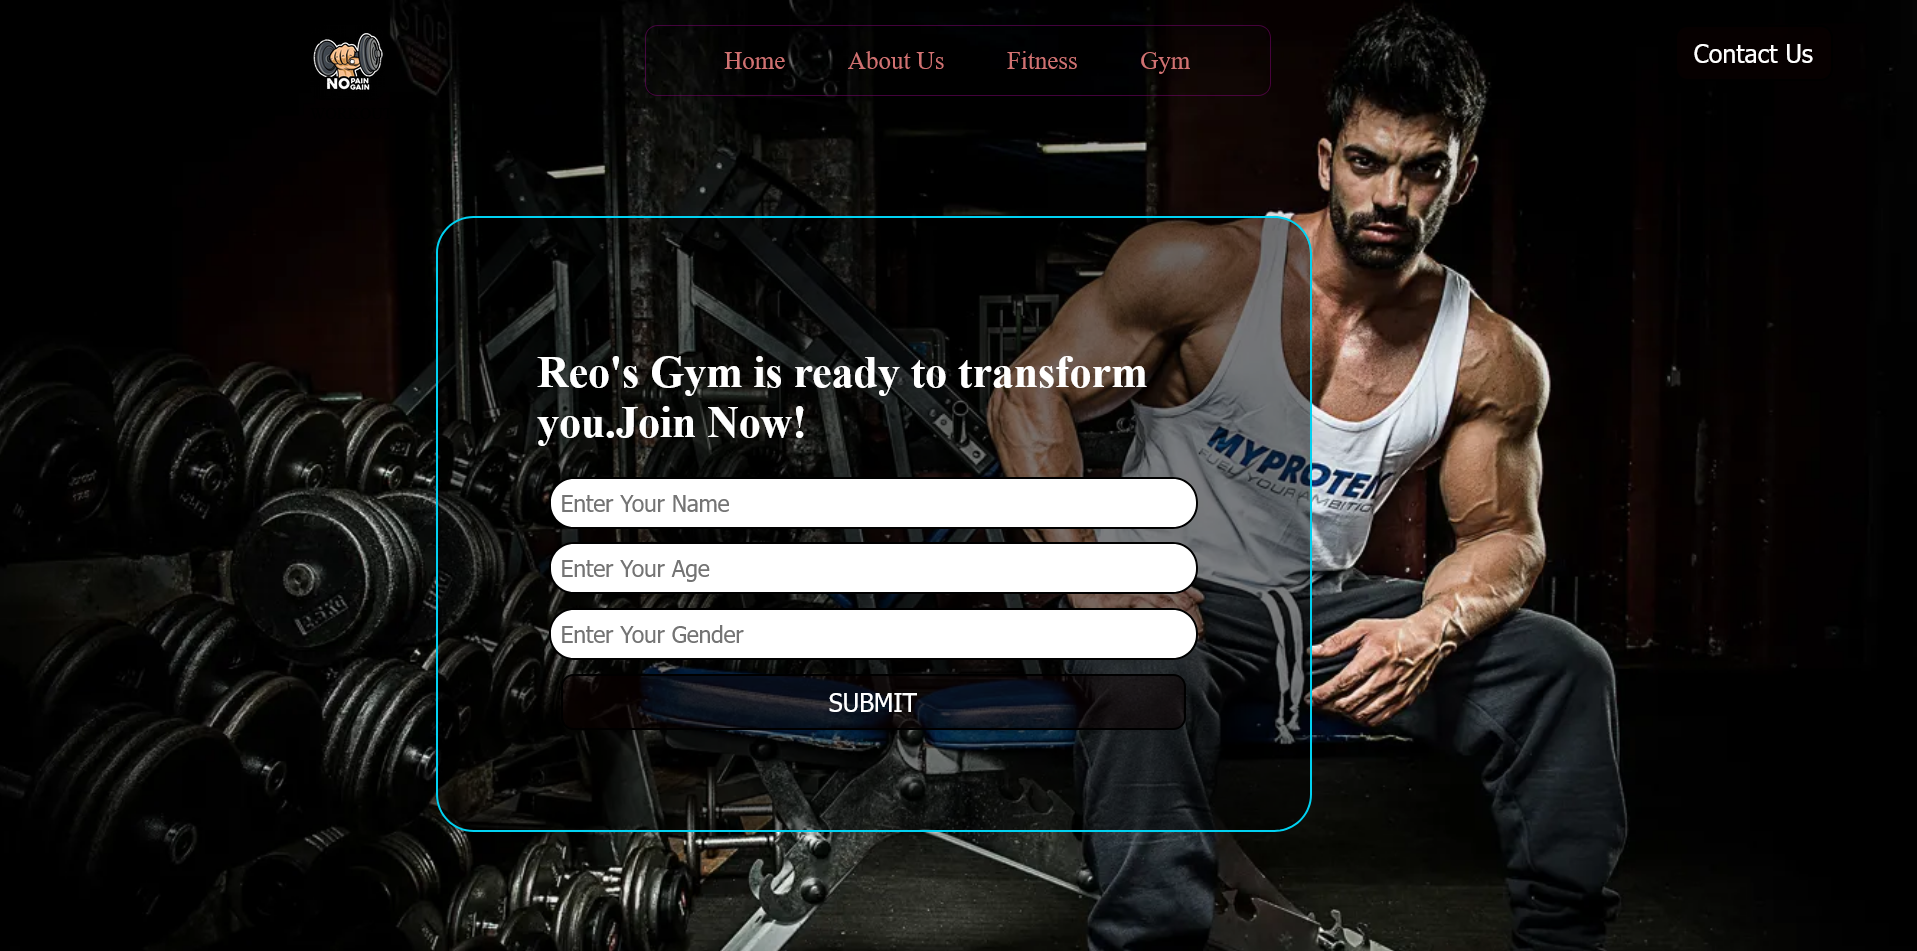 STOP
NO PAIN
GAIN
Home About Us Fitness Gym
Contact Us
Reo's Gym is ready to transform
you.Join Now!
MYPROTEIN
FUEL YOUR AMBITION
Enter Your Name
Enter Your Age
Enter Your Gender
SUBMIT